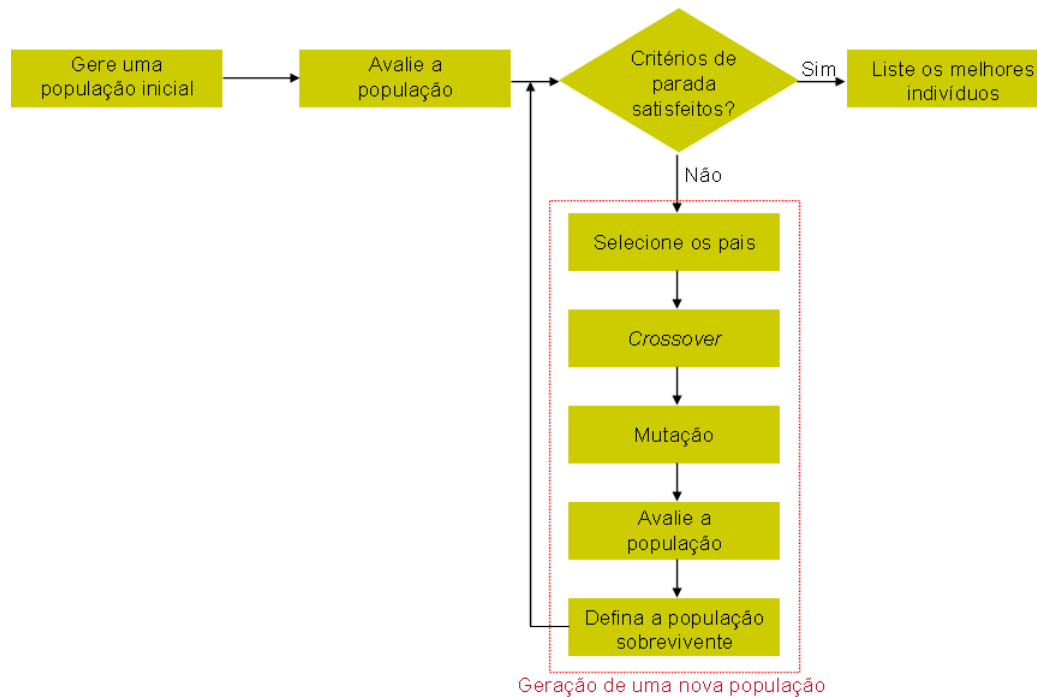 Gere uma
população inicial
Avalie a
população
Critérios de
parada
satisfeitos?
Sim
Liste os melhores
indivíduos
Não
Selecione os pais
Crossover
Mutação
Avalie a
população
Defina a população
sobrevivente
Geração de uma nova população